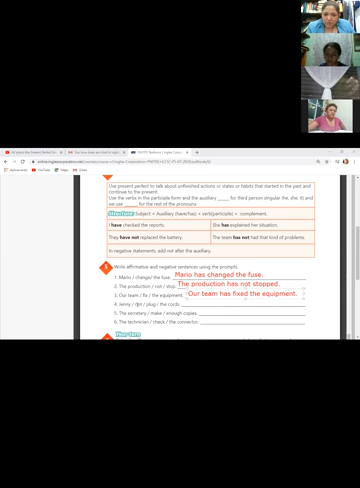 online.inglescorporativo.net
Use present perfect to talk about unfinished actions or states or habits that started in the past and
continue to the present
Use the verbs in the participle form and the auxiliary _____ for third person singular (he, she, it) and
we use _____ for the rest of the pronouns.
Structure: Subject + Auxiliary (have/has) + verb(participle) + complement.
I have checked the reports.
She has explained her situation.
They have not replaced the battery.
The team has not had that kind of problems.
In negative statements, add not after the auxiliary.
5 Write affirmative and negative sentences using the prompts.
1. Mario / change/ the fuse. Mario has changed the fuse.
2. The production / not / stop. The production has not stopped.
3. Our team / fix / the equipment. Our team has fixed the equipment.
4. Jenny / not / plug / the cords.
5. The secretary / make / enough copies.
6. The technician / check / the connector.
Your turn